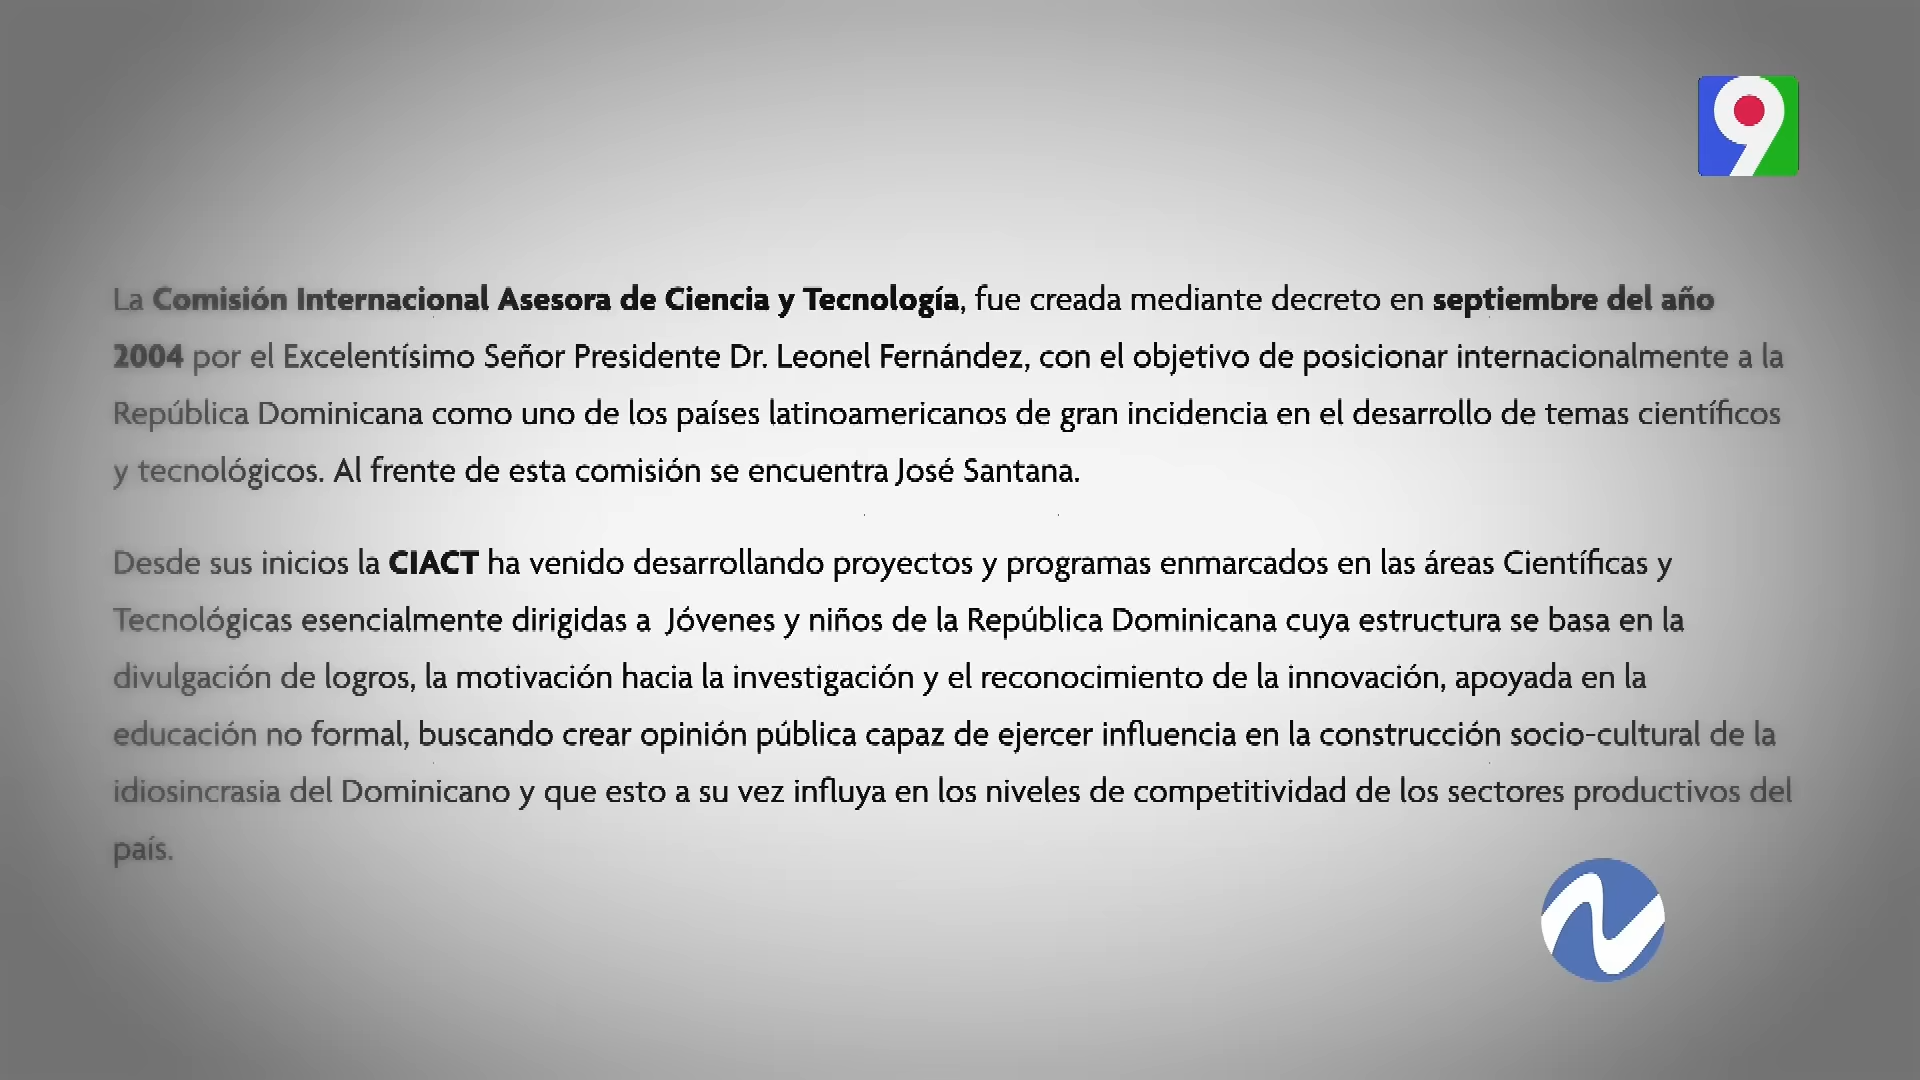 9
La Comisión Internacional Asesora de Ciencia y Tecnología, fue creada mediante decreto en septiembre del año
2004 por el Excelentísimo Señor Presidente Dr. Leonel Fernández, con el objetivo de posicionar internacionalmente a la
República Dominicana como uno de los países latinoamericanos de gran incidencia en el desarrollo de temas científicos
y tecnológicos. Al frente de esta comisión se encuentra José Santana.
Desde sus inicios la CIACT ha venido desarrollando proyectos y programas enmarcados en las áreas Científicas y
Tecnológicas esencialmente dirigidas a  Jóvenes y niños de la República Dominicana cuya estructura se basa en la
divulgación de logros, la motivación hacia la investigación y el reconocimiento de la innovación, apoyada en la
educación no formal, buscando crear opinión pública capaz de ejercer influencia en la construcción socio-cultural de la
idiosincrasia del Dominicano y que esto a su vez influya en los niveles de competitividad de los sectores productivos del
país.